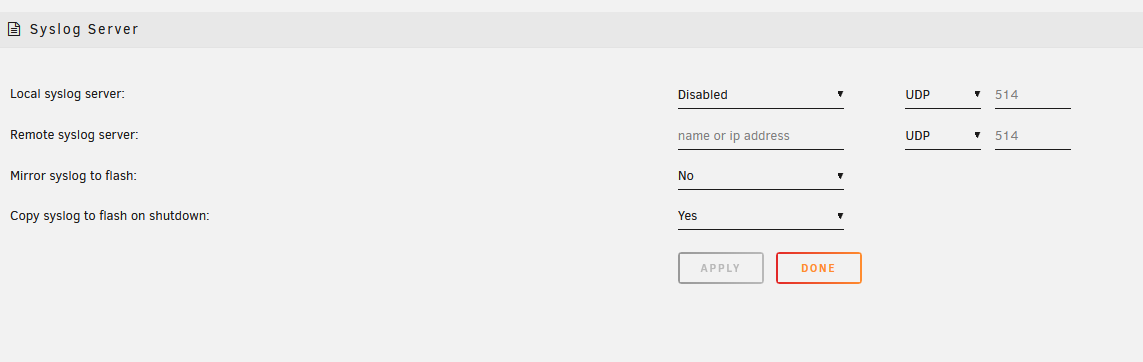 Syslog Server
Local syslog server: Disabled UDP 514
Remote syslog server: name or ip address UDP 514
Mirror syslog to flash: No
Copy syslog to flash on shutdown: Yes
APPLY DONE